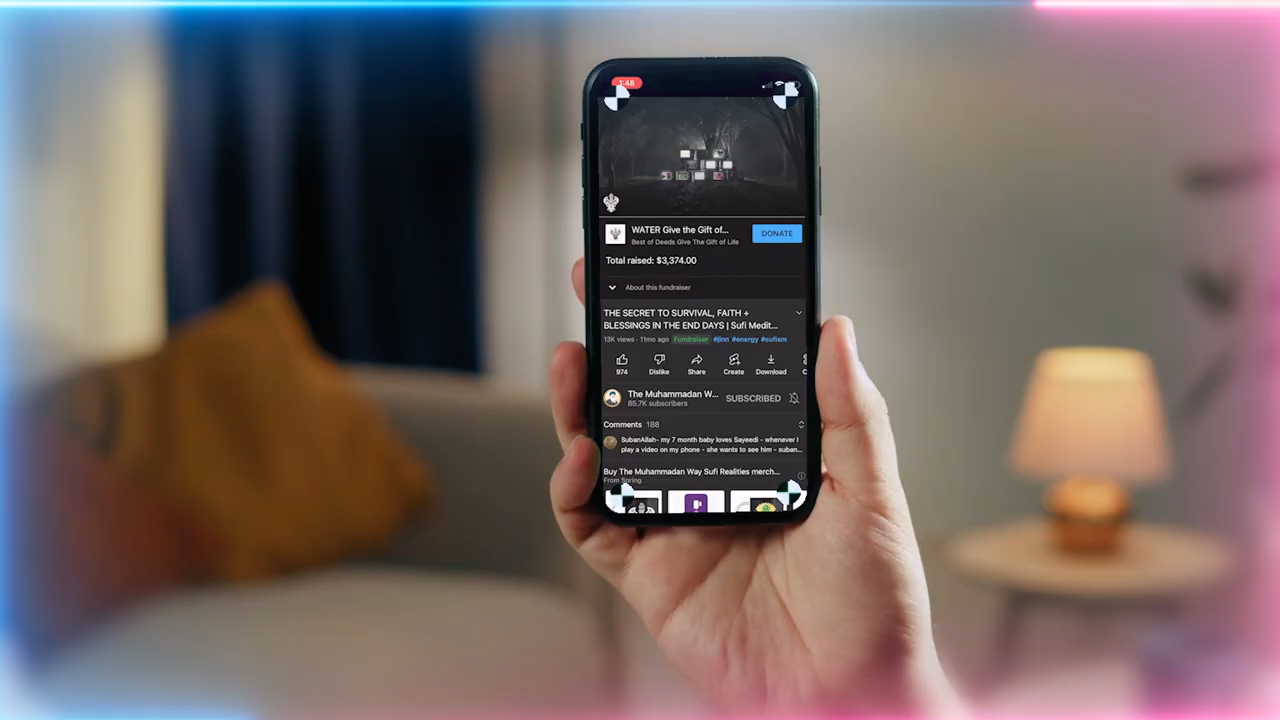 1:48
WATER Give the Gift of...
Best of Deeds Give The Gift of Life
DONATE
Total raised: $3,374.00
About this fundraiser
THE SECRET TO SURVIVAL, FAITH +
BLESSINGS IN THE END DAYS | Sufi Medit...
13K views · 11mo ago Fundraiser #jinn #energy #sufism
974 Dislike Share Create Download C
The Muhammadan W...
85.7K subscribers
SUBSCRIBED
Comments 188
SubanAllah- my 7 month baby loves Sayeedi - whenever I
play a video on my phone - she wants to see him - suban...
Buy The Muhammadan Way Sufi Realities merch...
From Spring